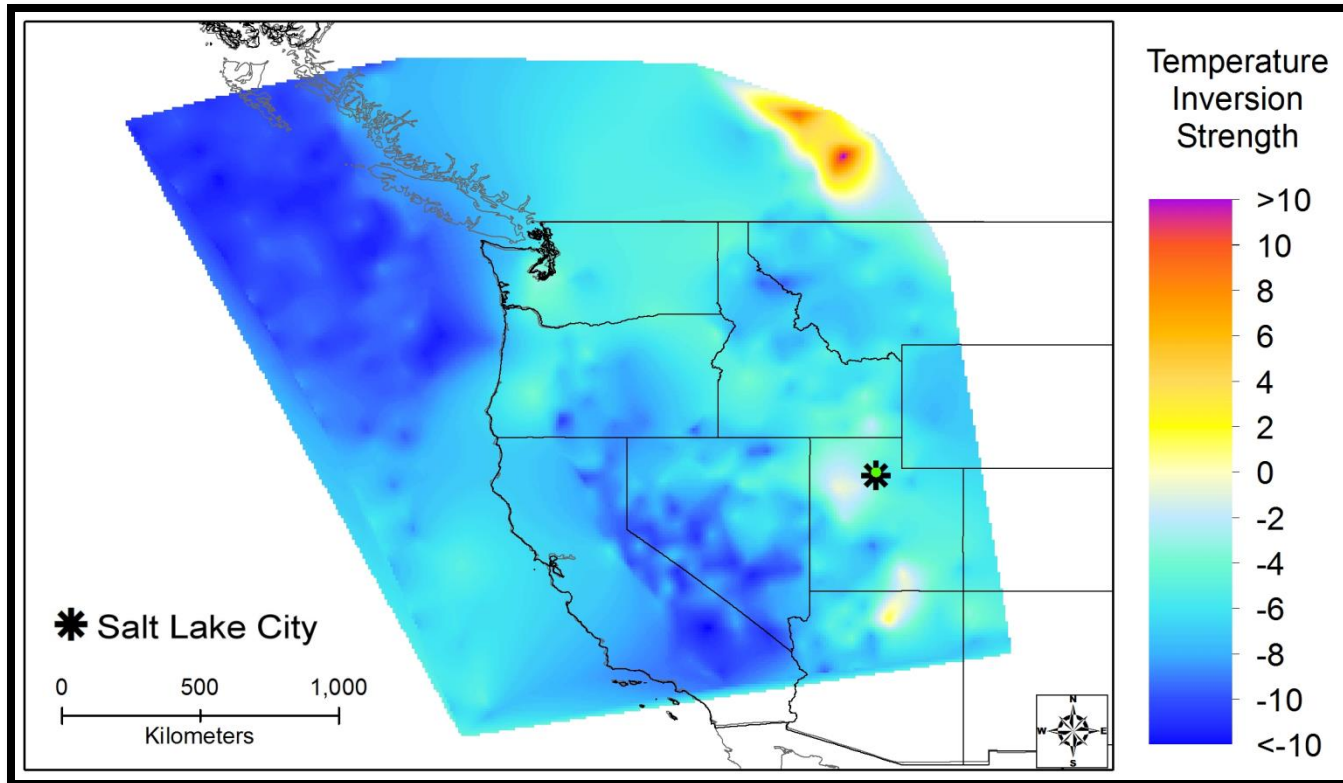 Temperature
Inversion
Strength
>10
10
8
6
4
2
0
-2
-4
-6
-8
-10
<-10
Salt Lake City
0 500 1,000
Kilometers
N
W E
S